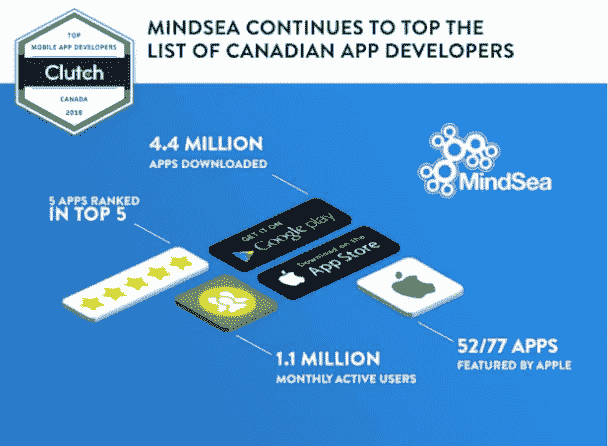 TOP
MOBILE APP DEVELOPERS
Clutch
CANADA
2018
MINDSEA CONTINUES TO TOP THE
LIST OF CANADIAN APP DEVELOPERS
4.4 MILLION
APPS DOWNLOADED
MindSea
5 APPS RANKED
IN TOP 5
GET IT ON
Google play
Download on the
App Store
1.1 MILLION
MONTHLY ACTIVE USERS
52/77 APPS
FEATURED BY APPLE